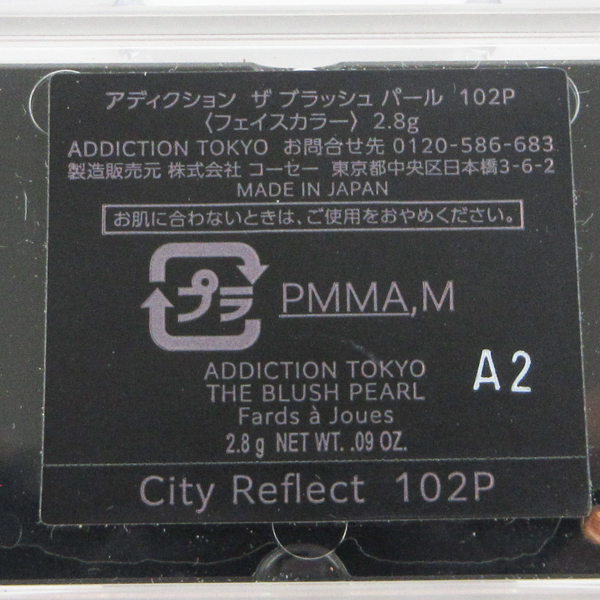 アディクション ザ ブラッシュ パール 102P
〈フェイスカラー〉 2.8g
ADDICTION TOKYO お問合せ先 0120-586-683
製造販売元 株式会社 コーセー 東京都中央区日本橋3-6-2
MADE IN JAPAN
お肌に合わないときは、ご使用をおやめください。
プラ
PMMA,M
ADDICTION TOKYO
THE BLUSH PEARL
Fards à Joues
2.8 g NET WT. .09 OZ.
A2
City Reflect 102P